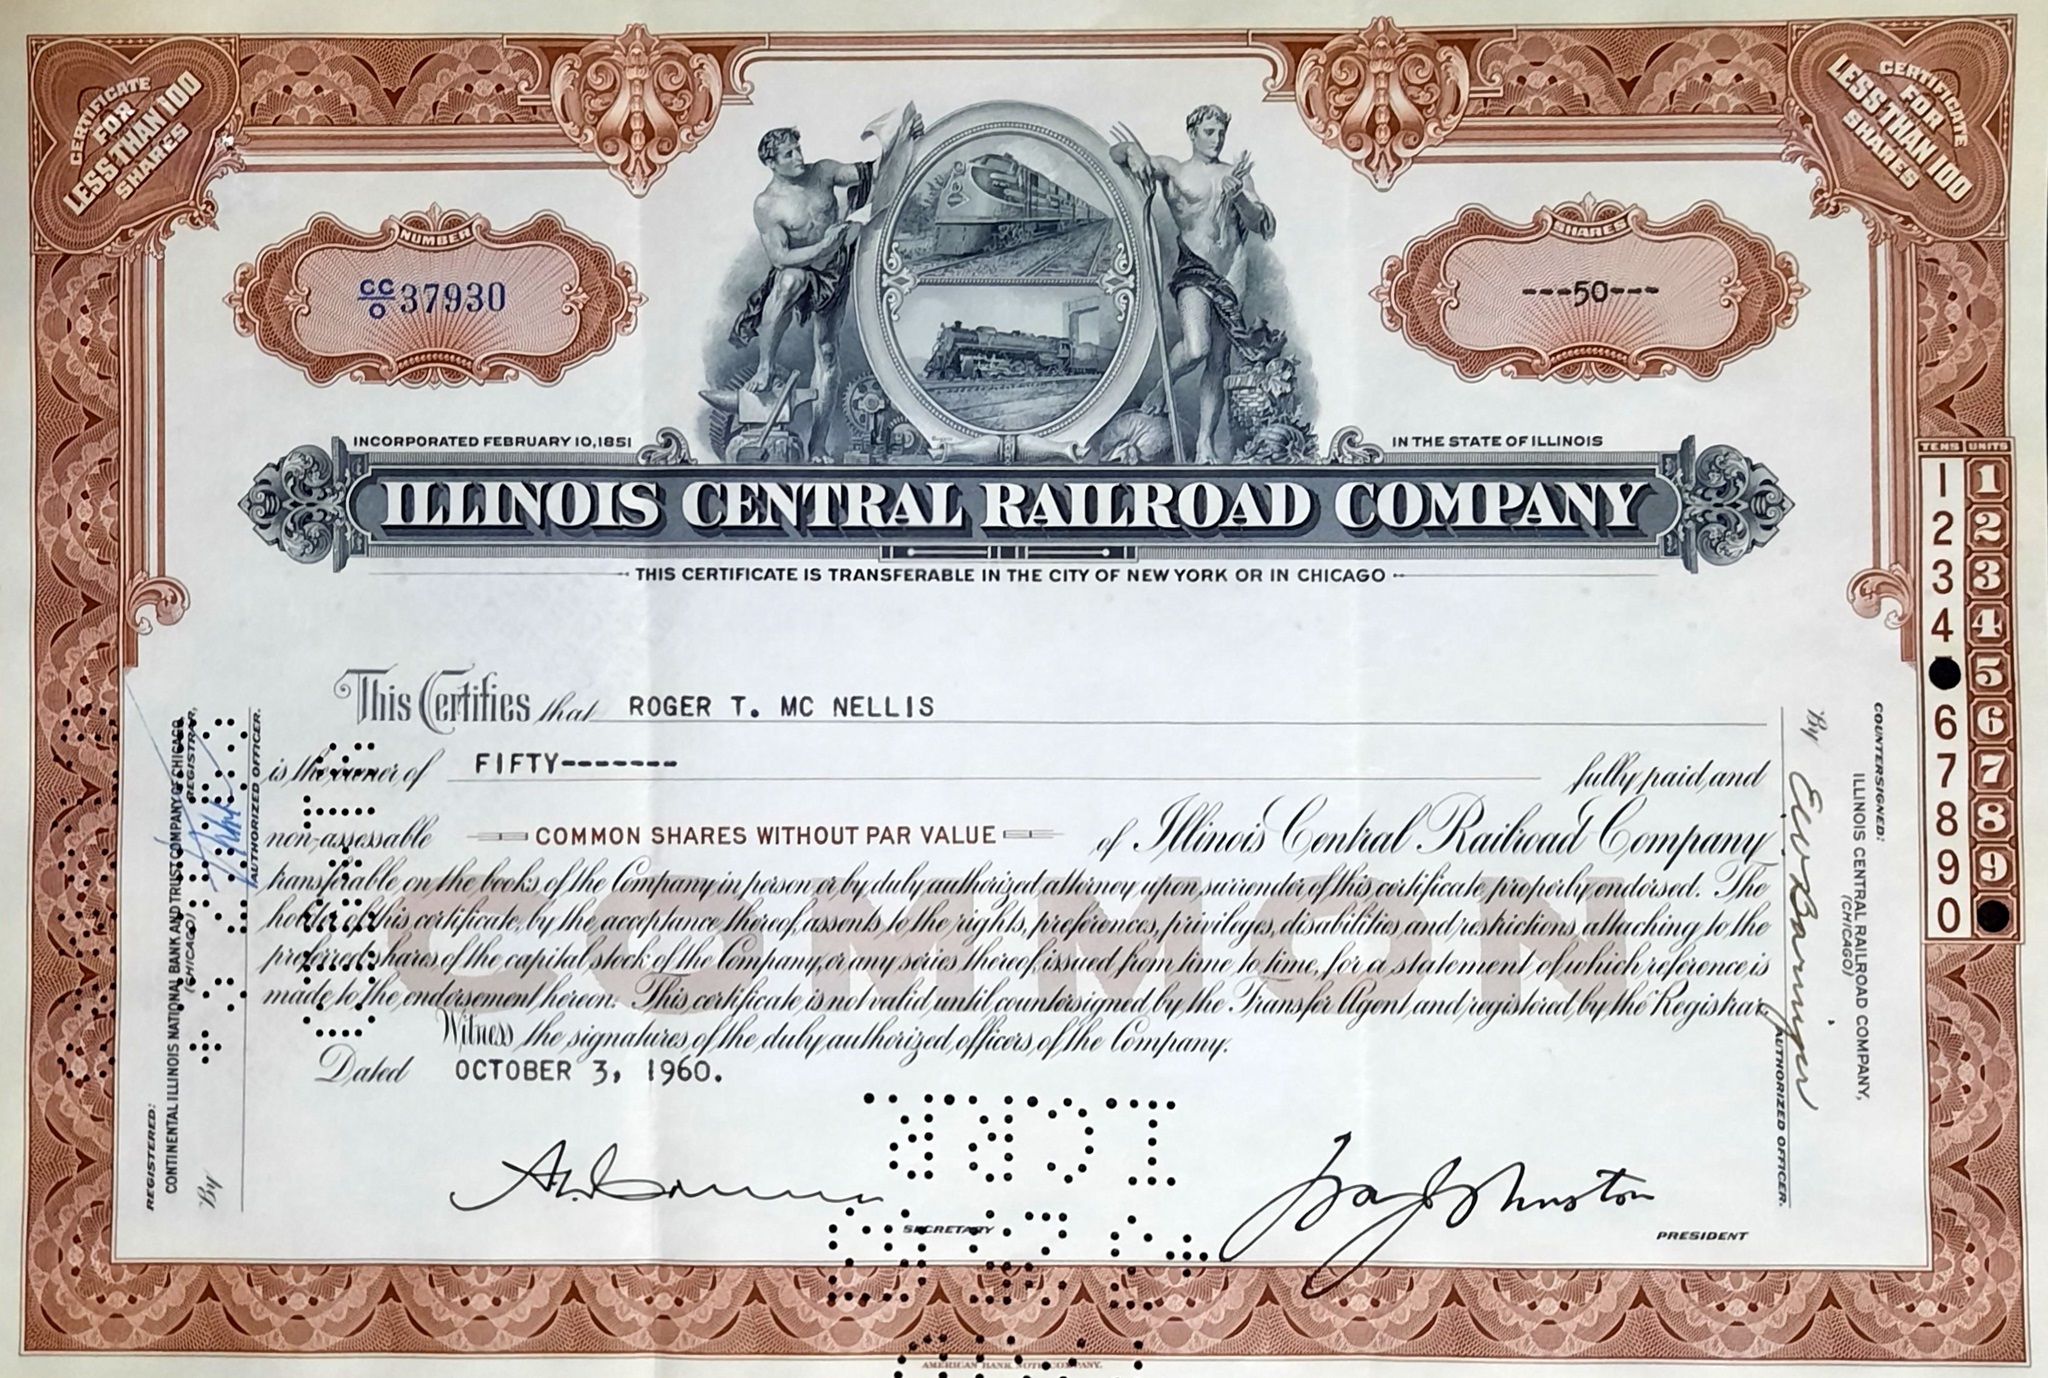 CERTIFICATE
FOR
LESS THAN 100
SHARES
CERTIFICATE
FOR
LESS THAN 100
SHARES
NUMBER
CC
O 37930
SHARES
---50---
INCORPORATED FEBRUARY 10, 1851
IN THE STATE OF ILLINOIS
ILLINOIS CENTRAL RAILROAD COMPANY
THIS CERTIFICATE IS TRANSFERABLE IN THE CITY OF NEW YORK OR IN CHICAGO
TENS UNITS
1 1
2 2
3 3
4 4
5
6 6
7 7
8 8
9 9
0
This Certifies that ROGER T. MC NELLIS
is the owner of FIFTY------- fully paid and
non-assessable COMMON SHARES WITHOUT PAR VALUE of Illinois Central Railroad Company
transferable on the books of the Company in person or by duly authorized attorney upon surrender of this certificate properly endorsed. The
holder of this certificate, by the acceptance thereof, assents to the rights, preferences, privileges, disabilities and restrictions attaching to the
preferred shares of the capital stock of the Company, or any series thereof, issued from time to time, for a statement of which reference is
made to the endorsement hereon. This certificate is not valid until countersigned by the Transfer Agent and registered by the Registrar.
COMMON
Witness the signatures of the duly authorized officers of the Company.
Dated OCTOBER 3, 1960.
SECRETARY
PRESIDENT
REGISTERED:
CONTINENTAL ILLINOIS NATIONAL BANK AND TRUST COMPANY OF CHICAGO,
(CHICAGO) REGISTRAR,
By
AUTHORIZED OFFICER.
COUNTERSIGNED:
ILLINOIS CENTRAL RAILROAD COMPANY,
(CHICAGO)
By
AUTHORIZED OFFICER.
AMERICAN BANK NOTE COMPANY.